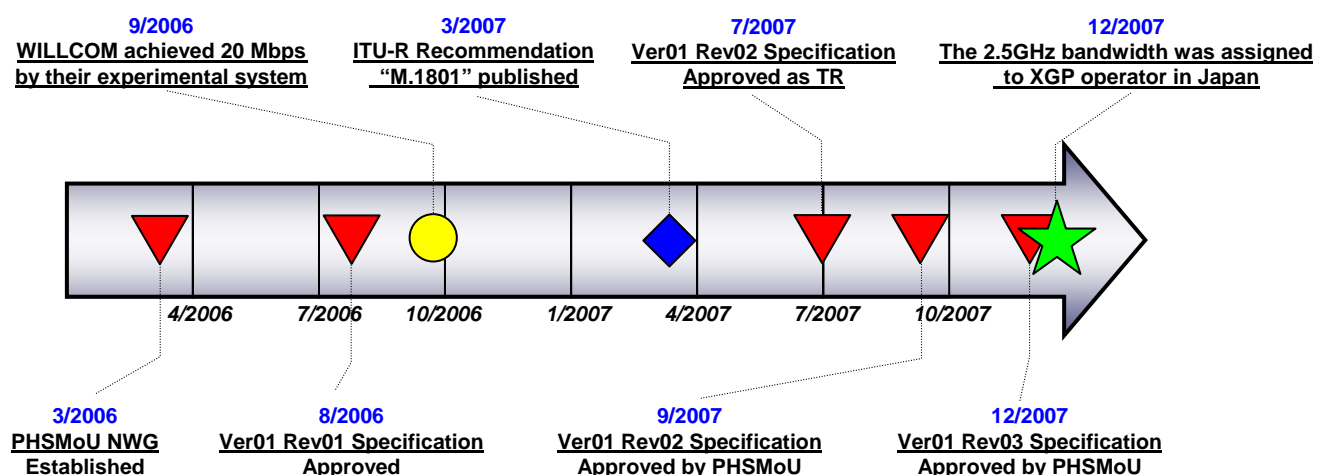 9/2006
WILLCOM achieved 20 Mbps
by their experimental system
3/2007
ITU-R Recommendation
“M.1801” published
7/2007
Ver01 Rev02 Specification
Approved as TR
12/2007
The 2.5GHz bandwidth was assigned
to XGP operator in Japan
4/2006
7/2006
10/2006
1/2007
4/2007
7/2007
10/2007
3/2006
PHSMoU NWG
Established
8/2006
Ver01 Rev01 Specification
Approved
9/2007
Ver01 Rev02 Specification
Approved by PHSMoU
12/2007
Ver01 Rev03 Specification
Approved by PHSMoU